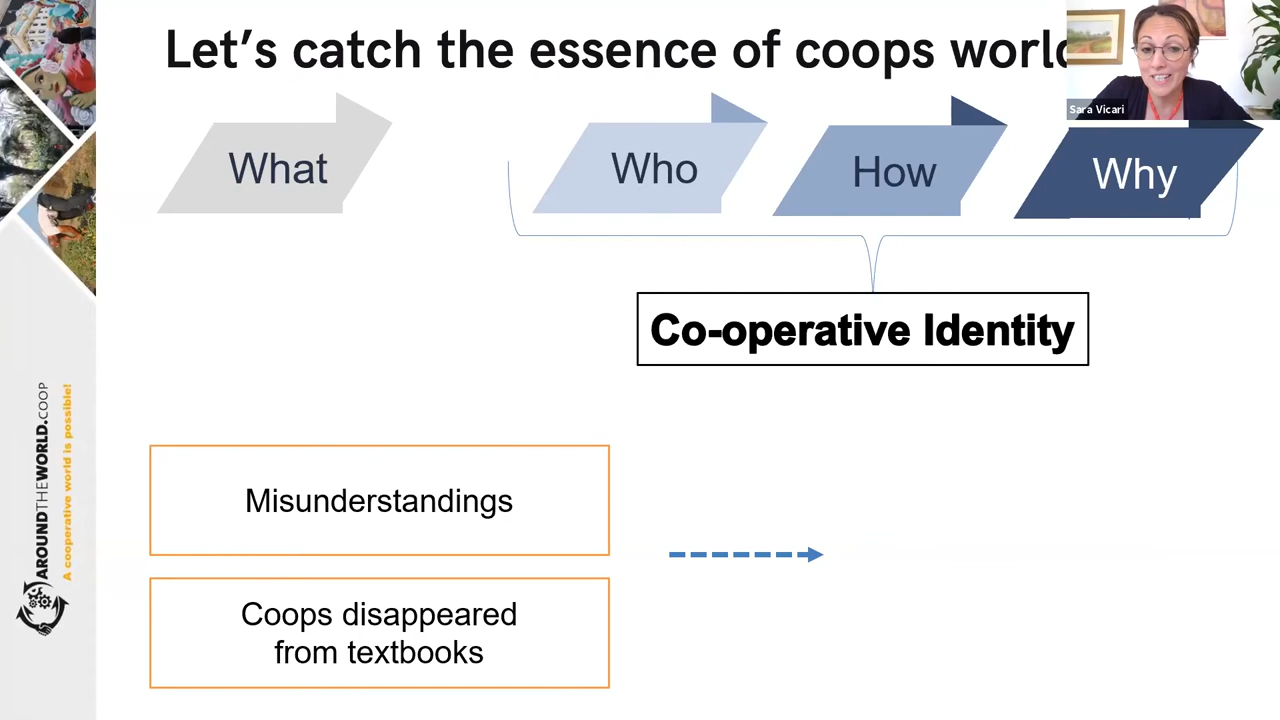 Let's catch the essence of coops world
Sara Vicari
What
Who
How
Why
Co-operative Identity
Misunderstandings
Coops disappeared
from textbooks
AROUNDTHEWORLD.COOP
A cooperative world is possible!